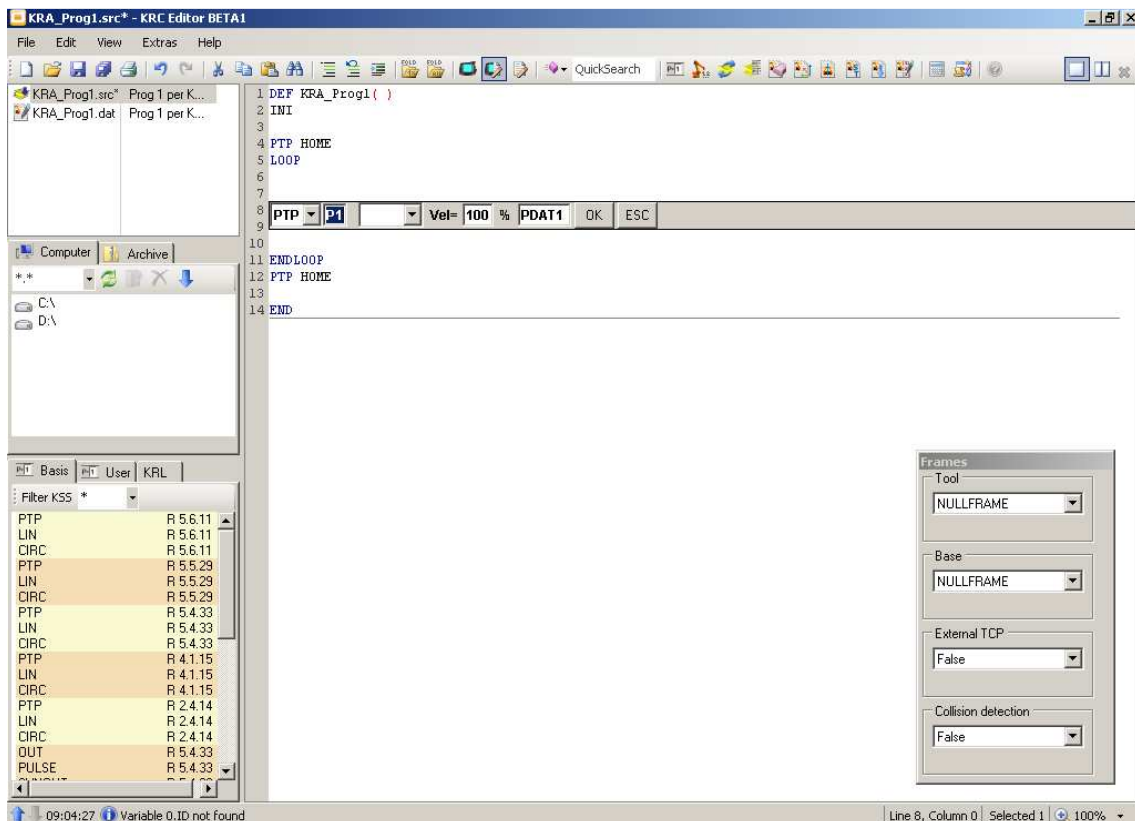 KRA_Prog1.src* - KRC Editor BETA1
File Edit View Extras Help
QuickSearch
KRA_Prog1.src* Prog 1 per K...
KRA_Prog1.dat Prog 1 per K...
1 DEF KRA_Prog1( )
2 INI
3
4 PTP HOME
5 LOOP
6
7
8 PTP P1 Vel= 100 % PDAT1 OK ESC
9
10
11 ENDLOOP
12 PTP HOME
13
14 END
Computer Archive
*.*
C:\
D:\
Basis User KRL
Filter KSS *
PTP R 5.6.11
LIN R 5.6.11
CIRC R 5.6.11
PTP R 5.5.29
LIN R 5.5.29
CIRC R 5.5.29
PTP R 5.4.33
LIN R 5.4.33
CIRC R 5.4.33
PTP R 4.1.15
LIN R 4.1.15
CIRC R 4.1.15
PTP R 2.4.14
LIN R 2.4.14
CIRC R 2.4.14
OUT R 5.4.33
PULSE R 5.4.33
Frames
Tool
NULLFRAME
Base
NULLFRAME
External TCP
False
Collision detection
False
09:04:27 Variable 0.ID not found
Line 8, Column 0 Selected 1 100%